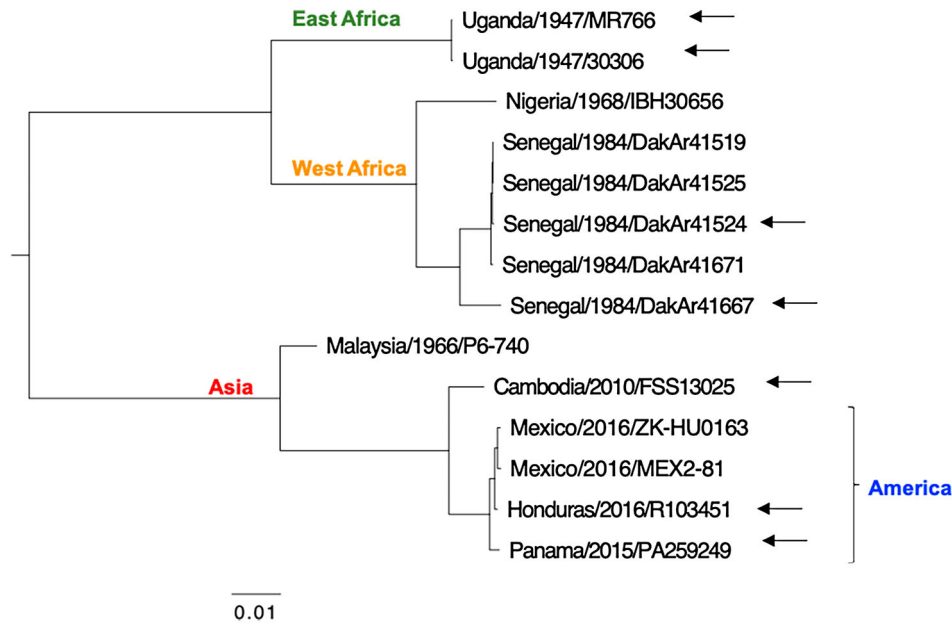 East Africa
Uganda/1947/MR766
Uganda/1947/30306
Nigeria/1968/IBH30656
Senegal/1984/DakAr41519
West Africa
Senegal/1984/DakAr41525
Senegal/1984/DakAr41524
Senegal/1984/DakAr41671
Senegal/1984/DakAr41667
Malaysia/1966/P6-740
Asia
Cambodia/2010/FSS13025
Mexico/2016/ZK-HU0163
Mexico/2016/MEX2-81
America
Honduras/2016/R103451
Panama/2015/PA259249
0.01